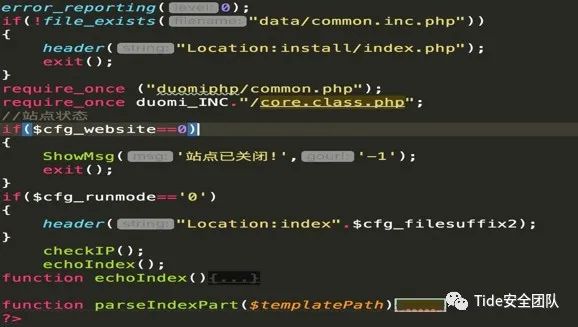 error_reporting( level: 0);
if(!file_exists( filename: "data/common.inc.php"))
{
header( string: "Location:install/index.php");
exit();
}
require_once ("duomiphp/common.php");
require_once duomi_INC."/core.class.php";
//站点状态
if($cfg_website==0)
{
ShowMsg( msg: '站点已关闭!', gourl: '-1');
exit();
}
if($cfg_runmode=='0')
{
header( string: "Location:index".$cfg_filesuffix2);
}
checkIP();
echoIndex();
function echoIndex(){...}
function parseIndexPart($templatePath)
?>
Tide安全团队